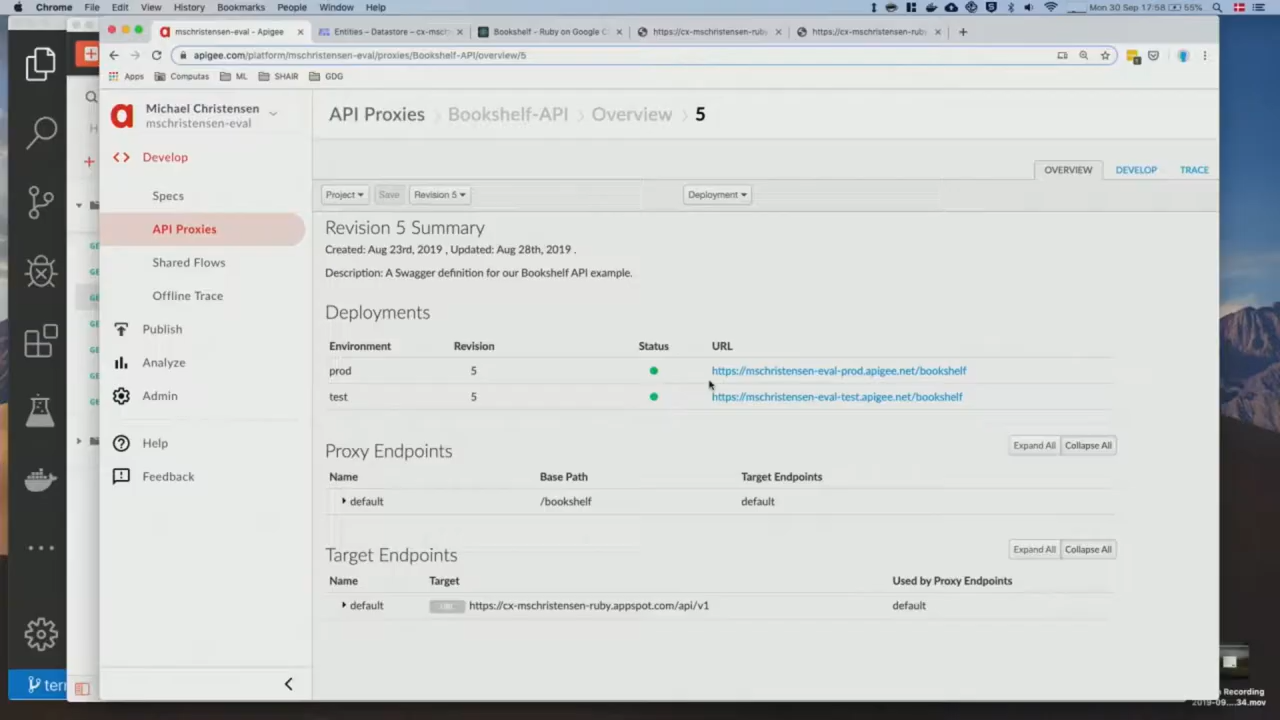 Chrome File Edit View History Bookmarks People Window Help
Mon 30 Sep 17:58 55%
mschristensen-eval - Apigee
Entities – Datastore – cx-msch
Bookshelf - Ruby on Google C
https://cx-mschristensen-ruby
https://cx-mschristensen-ruby
apigee.com/platform/mschristensen-eval/proxies/Bookshelf-API/overview/5
Apps Computas ML SHAIR GDG
Michael Christensen
mschristensen-eval
API Proxies Bookshelf-API Overview 5
Develop
OVERVIEW DEVELOP TRACE
Specs
Project Save Revision 5 Deployment
API Proxies
Revision 5 Summary
Created: Aug 23rd, 2019 , Updated: Aug 28th, 2019 .
Shared Flows
Description: A Swagger definition for our Bookshelf API example.
Offline Trace
Deployments
Publish
Environment Revision Status URL
Analyze
prod 5 https://mschristensen-eval-prod.apigee.net/bookshelf
Admin
test 5 https://mschristensen-eval-test.apigee.net/bookshelf
Help
Proxy Endpoints Expand All Collapse All
Feedback
Name Base Path Target Endpoints
default /bookshelf default
Target Endpoints Expand All Collapse All
Name Target Used by Proxy Endpoints
default https://cx-mschristensen-ruby.appspot.com/api/v1 default
terr
Recording
2019-09....34.mov